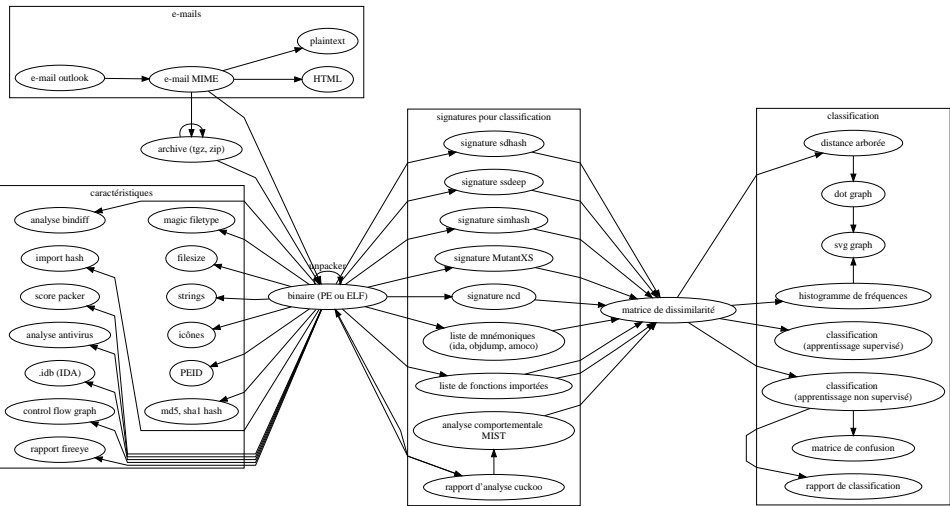 e-mails
plaintext
e-mail outlook
e-mail MIME
HTML
archive (tgz, zip)
caractéristiques
analyse bindiff
magic filetype
import hash
filesize
score packer
strings
analyse antivirus
icônes
.idb (IDA)
PEID
control flow graph
md5, sha1 hash
rapport fireeye
unpacker
binaire (PE ou ELF)
signatures pour classification
signature sdhash
signature ssdeep
signature simhash
signature MutantXS
signature ncd
liste de mnémoniques
(ida, objdump, amoco)
liste de fonctions importées
analyse comportementale
MIST
rapport d'analyse cuckoo
matrice de dissimilarité
classification
distance arborée
dot graph
svg graph
histogramme de fréquences
classification
(apprentissage supervisé)
classification
(apprentissage non supervisé)
matrice de confusion
rapport de classification